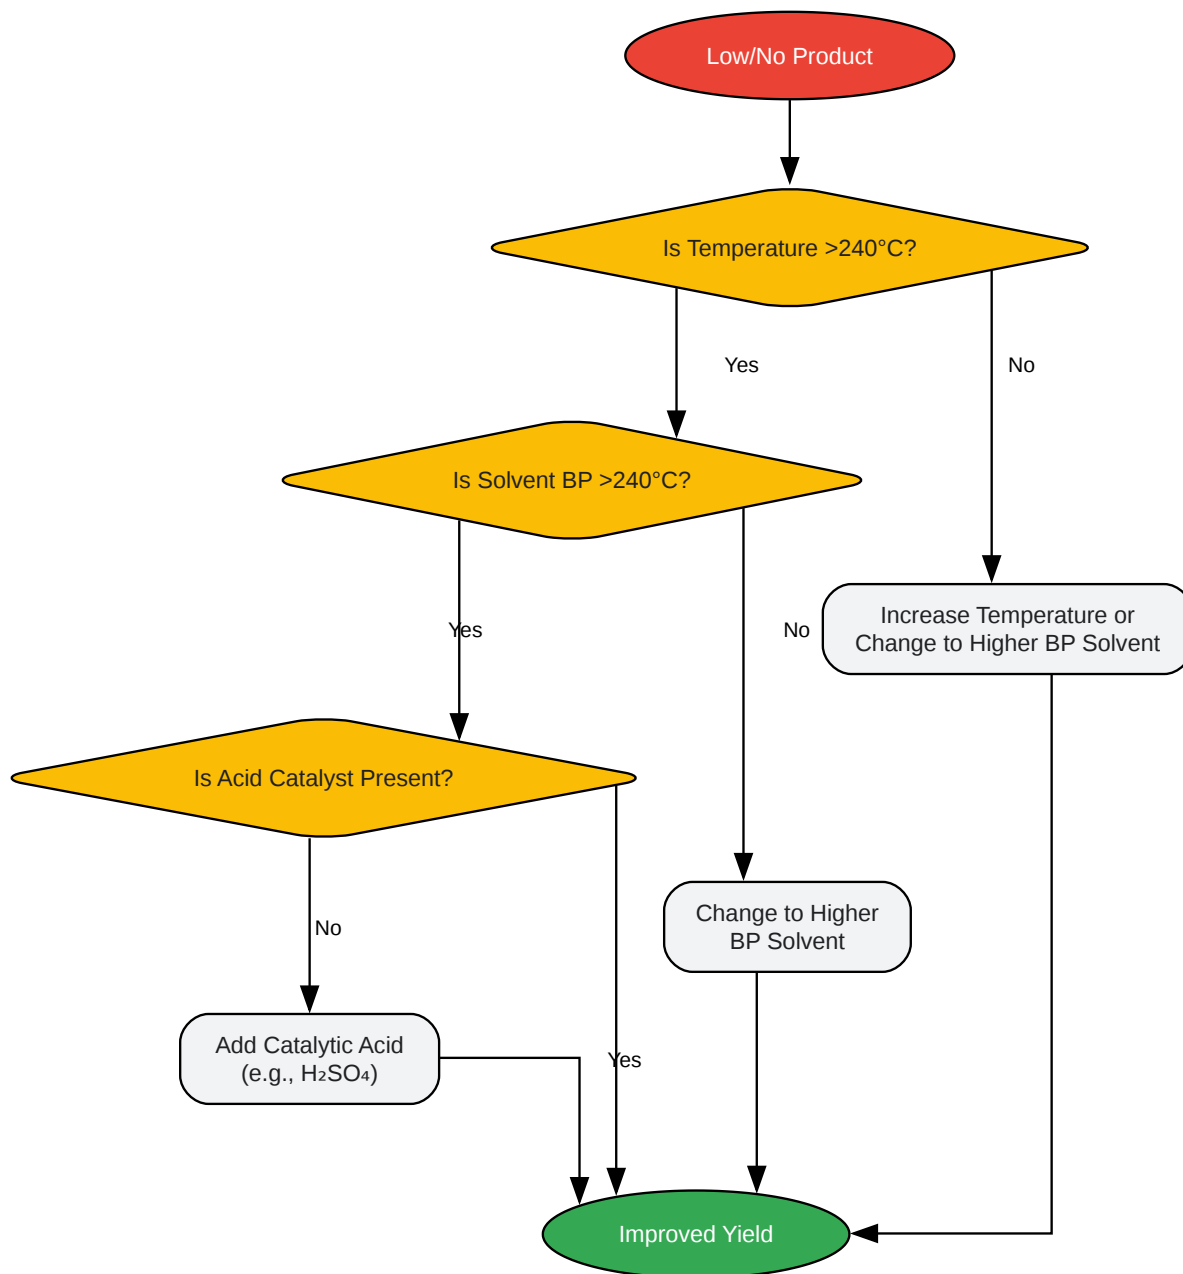 Low/No Product
Is Temperature >240°C?
Yes
No
Is Solvent BP >240°C?
Yes
No
Increase Temperature or
Change to Higher BP Solvent
Is Acid Catalyst Present?
No
Change to Higher
BP Solvent
Add Catalytic Acid
(e.g., H₂SO₄)
Yes
Improved Yield